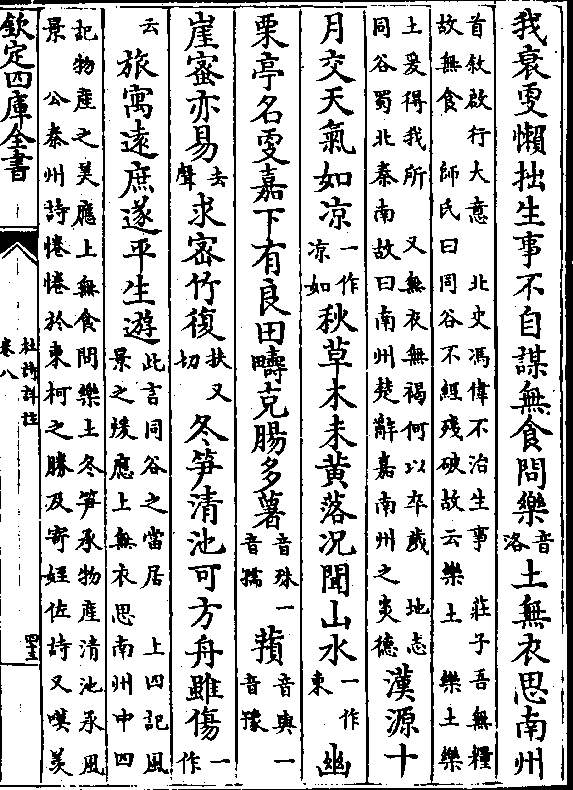 我衰更懶拙生事不自謀無食問樂音洛土無衣思南州
首敘啟行大意　北史馮偉不治生事　莊子吾無糧
故無食　師氏曰同谷不經殘破故云樂土　樂土樂
土爰得我所　又無衣無褐何以卒歲　地志
同谷蜀北秦南故曰南州楚辭嘉南州之炎德
漢源十
月交天氣如凉一作凉如秋草木未黄落况聞山水一作東幽
栗亭名更嘉下有良田疇充腸多薯音殊一音孺蕷音與一音豫
崖蜜亦易去聲求密竹復扶又切冬笋清池可方舟雖傷一作
云旅寓遠庶遂平生遊
此言同谷之當居　上四記風
景之煖應上無衣思南州中四
記物產之美應上無食問樂土冬笋承物產清池承風
景　公秦州詩惓惓於東柯之勝及寄姪佐詩又嘆美
欽定四庫全書
杜詩詳註
卷八